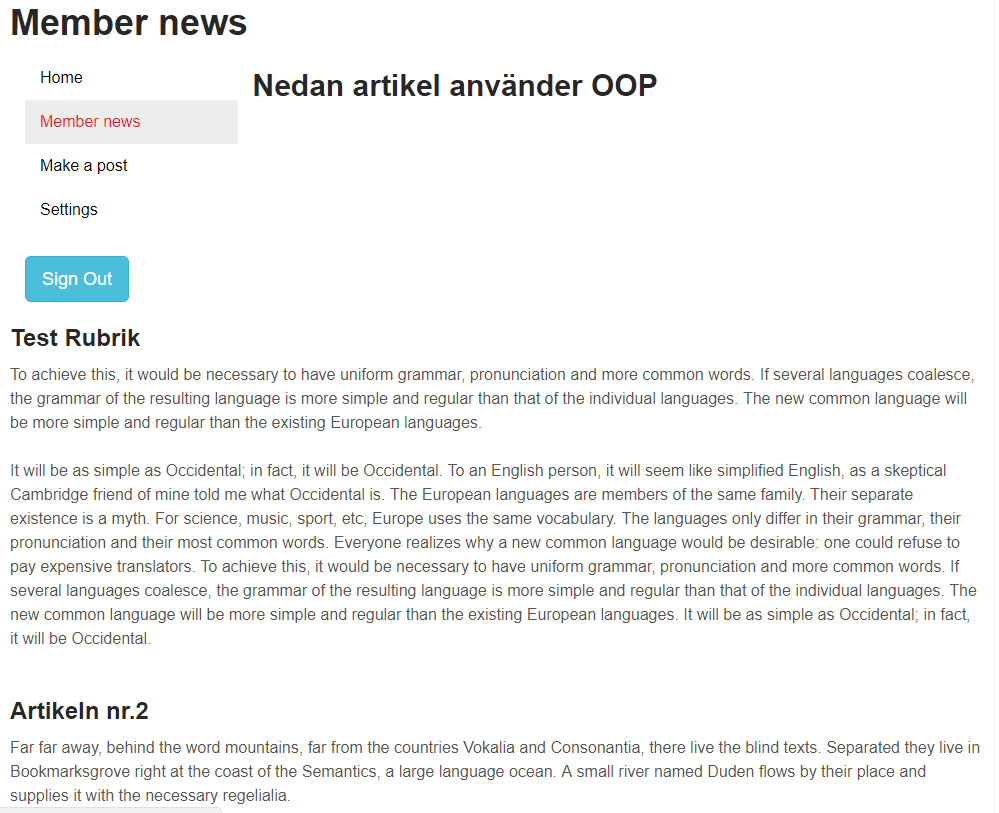 Member news
Home
Nedan artikel använder OOP
Member news
Make a post
Settings
Sign Out
Test Rubrik
To achieve this, it would be necessary to have uniform grammar, pronunciation and more common words. If several languages coalesce,
the grammar of the resulting language is more simple and regular than that of the individual languages. The new common language will
be more simple and regular than the existing European languages.
It will be as simple as Occidental; in fact, it will be Occidental. To an English person, it will seem like simplified English, as a skeptical
Cambridge friend of mine told me what Occidental is. The European languages are members of the same family. Their separate
existence is a myth. For science, music, sport, etc, Europe uses the same vocabulary. The languages only differ in their grammar, their
pronunciation and their most common words. Everyone realizes why a new common language would be desirable: one could refuse to
pay expensive translators. To achieve this, it would be necessary to have uniform grammar, pronunciation and more common words. If
several languages coalesce, the grammar of the resulting language is more simple and regular than that of the individual languages. The
new common language will be more simple and regular than the existing European languages. It will be as simple as Occidental; in fact,
it will be Occidental.
Artikeln nr.2
Far far away, behind the word mountains, far from the countries Vokalia and Consonantia, there live the blind texts. Separated they live in
Bookmarksgrove right at the coast of the Semantics, a large language ocean. A small river named Duden flows by their place and
supplies it with the necessary regelialia.